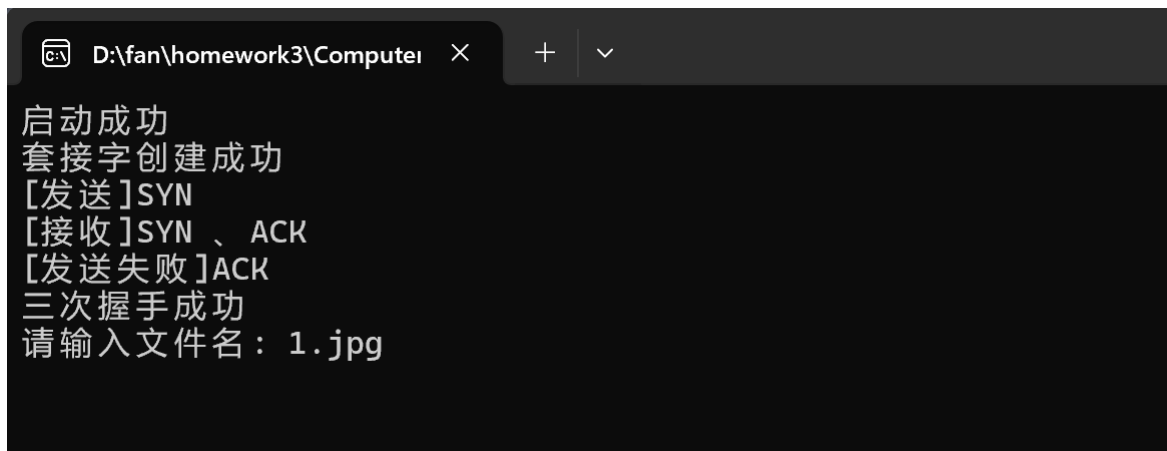 D:\fan\homework3\Computer
启动成功
套接字创建成功
[发送]SYN
[接收]SYN 、 ACK
[发送失败]ACK
三次握手成功
请输入文件名: 1.jpg